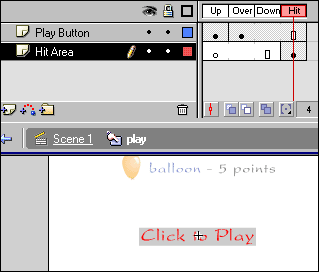 Up Over Down Hit
Play Button
Hit Area
Scene 1 play
balloon - 5 points
Click to Play